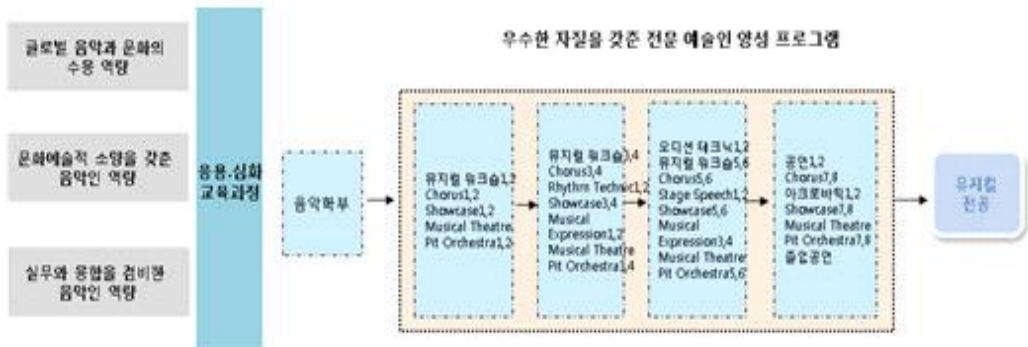 글로벌 음악과 문화의
수용 역량
문화예술적 소양을 갖춘
음악인 역량
실무와 융합을 겸비한
음악인 역량
응용.심화
교육과정
우수한 자질을 갖춘 전문 예술인 양성 프로그램
음악학부
뮤지컬 워크숍1,2
Chorus1,2
Showcase1,2
Musical Theatre
Pit Orchestra1,2
뮤지컬 워크숍3,4
Chorus3,4
Rhythm Technic1,2
Showcase3,4
Musical
Expression1,2
Musical Theatre
Pit Orchestra3,4
오디션 테크닉1,2
뮤지컬 워크숍5,6
Chorus5,6
Stage Speech1,2
Showcase5,6
Musical
Expression3,4
Musical Theatre
Pit Orchestra5,6
공연1,2
Chorus7,8
아크로바틱1,2
Showcase7,8
Musical Theatre
Pit Orchestra7,8
졸업공연
뮤지컬
전공